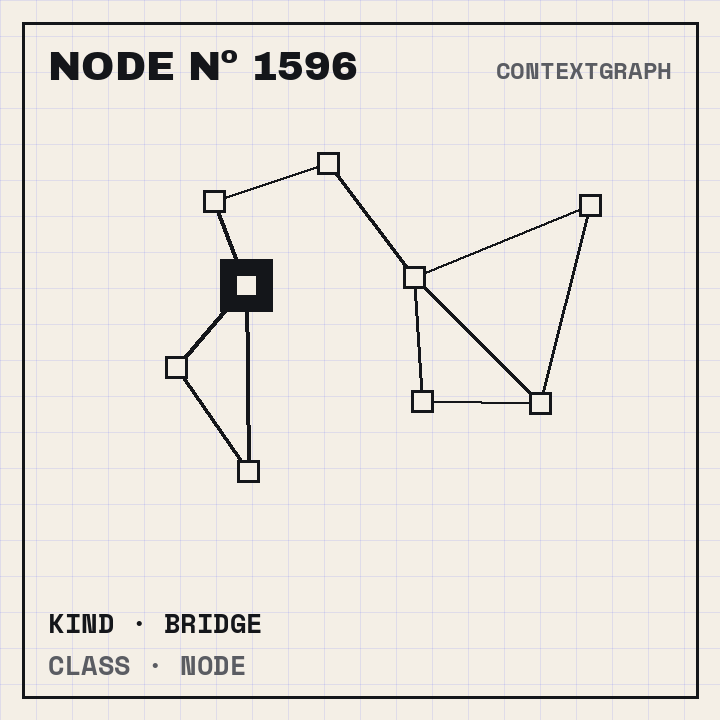 NODE Nº 1596
CONTEXTGRAPH
KIND · BRIDGE
CLASS · NODE